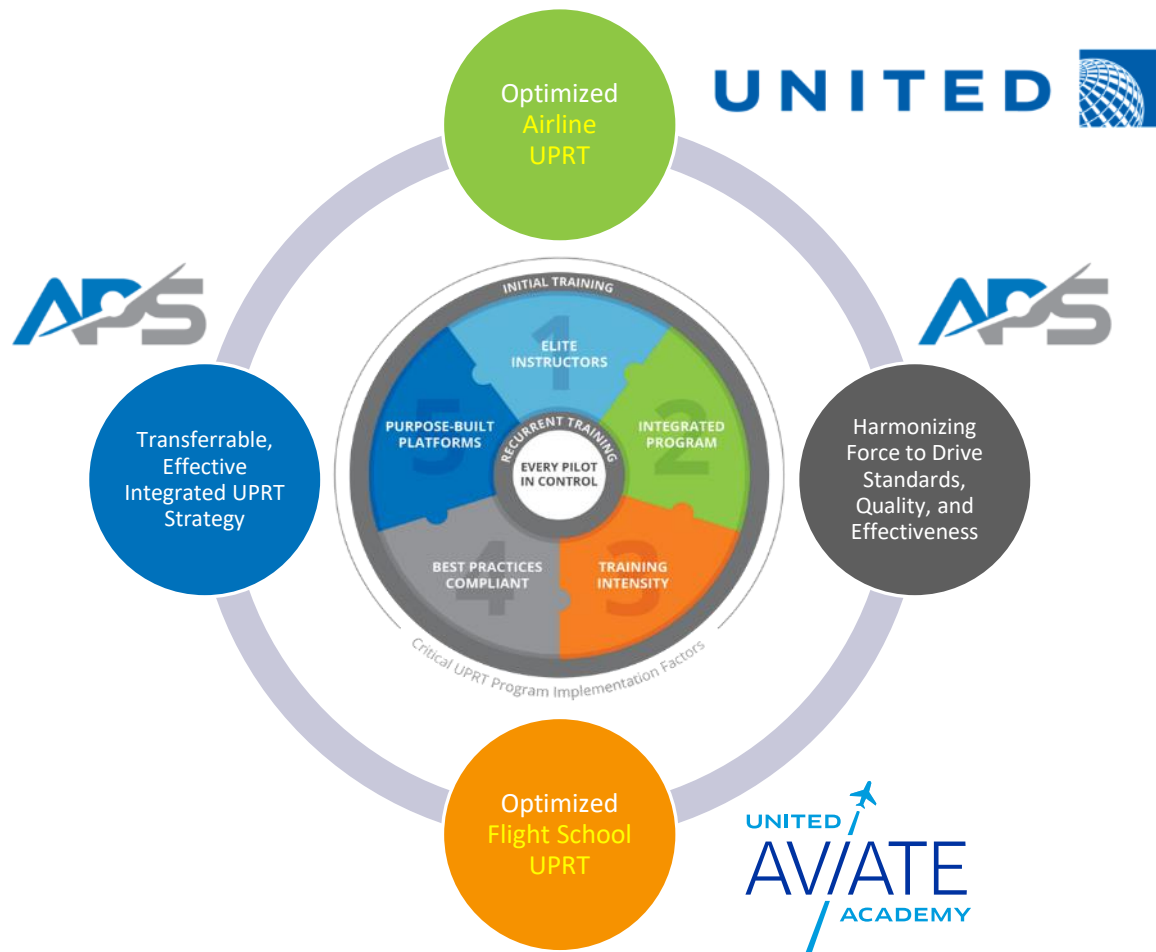 Optimized
Airline
UPRT
UNITED
APS
APS
Transferrable,
Effective
Integrated UPRT
Strategy
INITIAL TRAINING
1
ELITE
INSTRUCTORS
5
PURPOSE-BUILT
PLATFORMS
2
INTEGRATED
PROGRAM
RECURRENT TRAINING
EVERY PILOT
IN CONTROL
4
BEST PRACTICES
COMPLIANT
3
TRAINING
INTENSITY
Critical UPRT Program Implementation Factors
Harmonizing
Force to Drive
Standards,
Quality, and
Effectiveness
Optimized
Flight School
UPRT
UNITED
AVIATE
ACADEMY